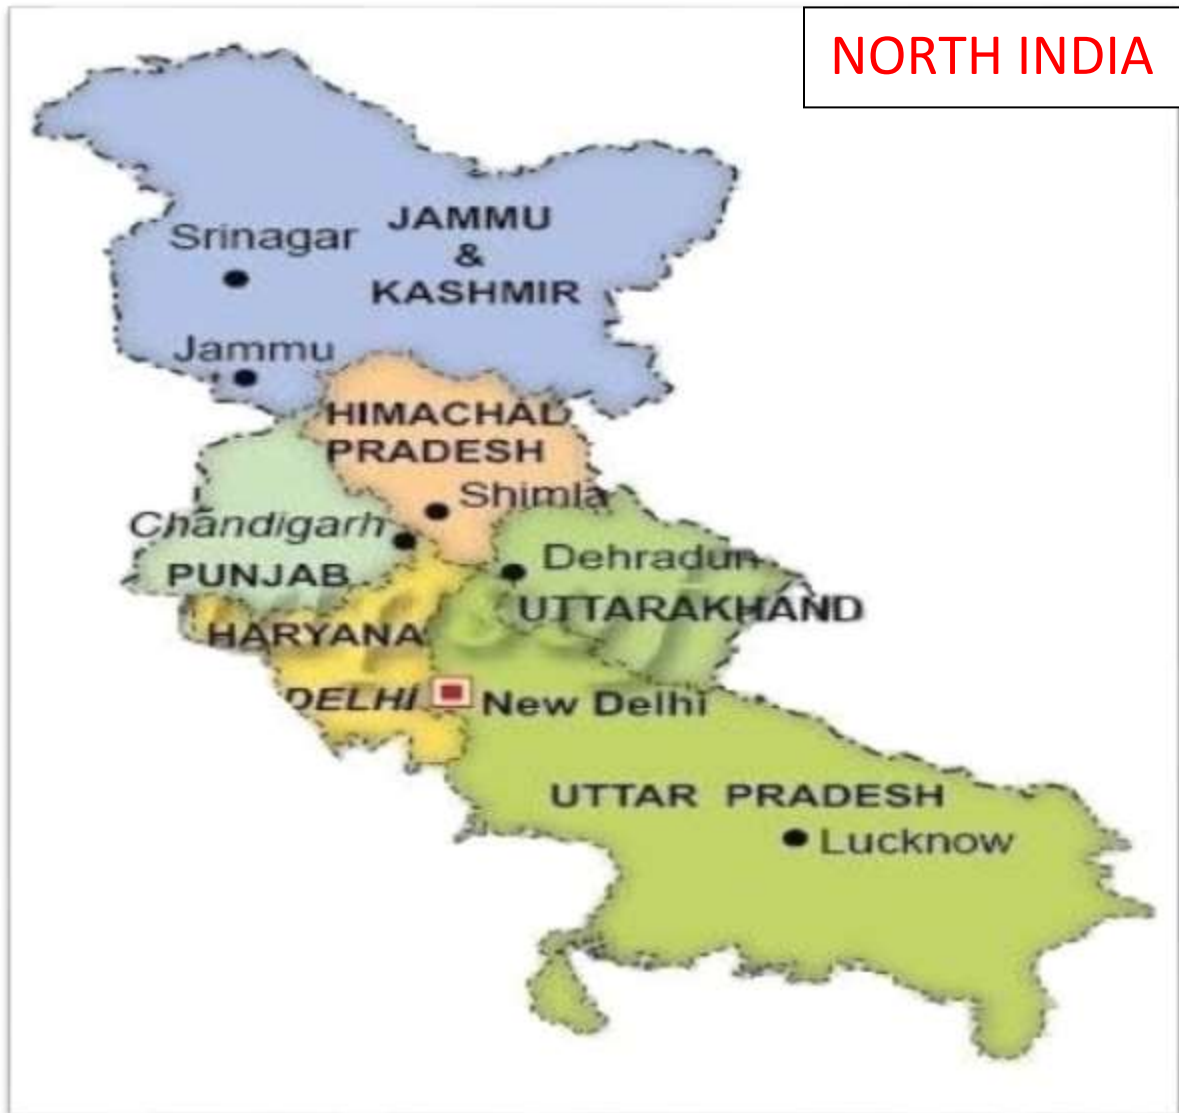 NORTH INDIA
JAMMU
&
KASHMIR
Srinagar
Jammu
HIMACHAL
PRADESH
Shimla
Chandigarh
PUNJAB
Dehradun
UTTARAKHAND
HARYANA
DELHI
New Delhi
UTTAR PRADESH
Lucknow